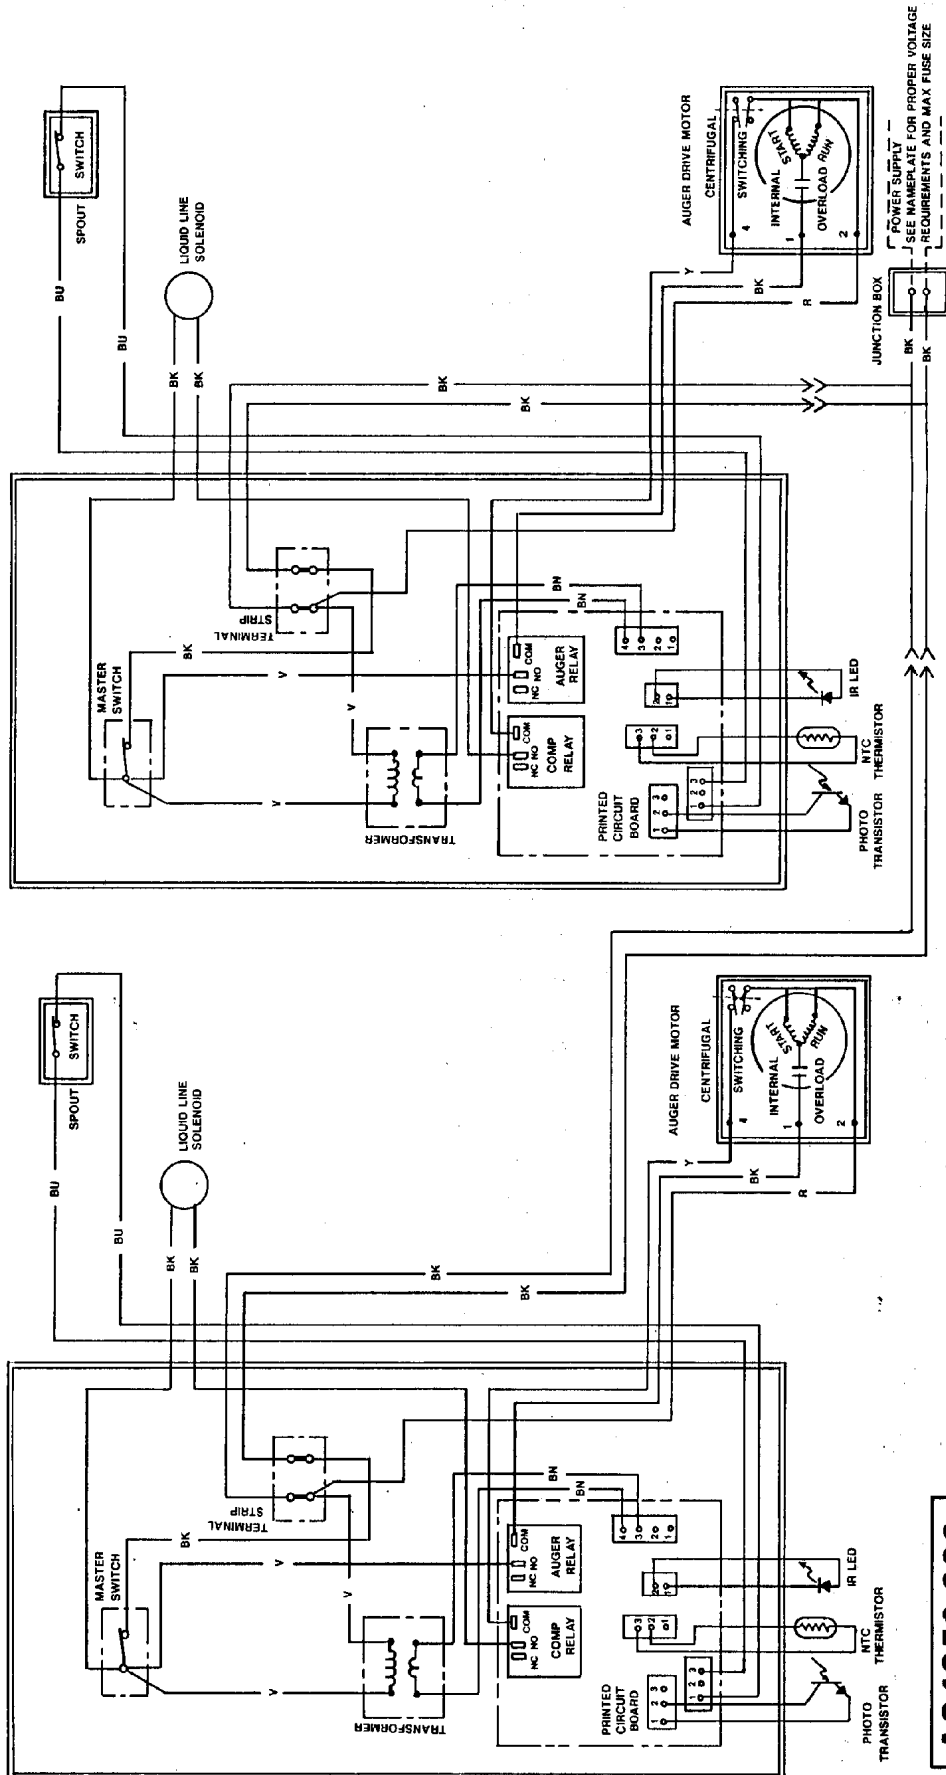 SWITCH
SPOUT
BU
BU
LIQUID LINE
SOLENOID
BK
BK
AUGER DRIVE MOTOR
CENTRIFUGAL
SWITCHING
START
RUN
INTERNAL
OVERLOAD
4
1
2
Y
BK
R
POWER SUPPLY
SEE NAMEPLATE FOR PROPER VOLTAGE
REQUIREMENTS AND MAX FUSE SIZE
JUNCTION BOX
BK
BK
BK
BK
MASTER
SWITCH
TERMINAL
STRIP
BK
V
V
V
TRANSFORMER
BN
BN
COM
NC NO
AUGER
RELAY
COM
NC NO
COMP
RELAY
4
3
2
1
2
1
3
2
1
PRINTED
CIRCUIT
BOARD
1 2 3
1 2 3
IR LED
NTC
THERMISTOR
PHOTO
TRANSISTOR
SWITCH
SPOUT
BU
BU
LIQUID LINE
SOLENOID
BK
BK
AUGER DRIVE MOTOR
CENTRIFUGAL
SWITCHING
START
RUN
INTERNAL
OVERLOAD
4
1
2
Y
BK
R
BK
BK
MASTER
SWITCH
TERMINAL
STRIP
BK
V
V
V
TRANSFORMER
BN
BN
COM
NC NO
AUGER
RELAY
COM
NC NO
COMP
RELAY
4
3
2
1
2
1
3
2
1
PRINTED
CIRCUIT
BOARD
1 2 3
1 2 3
IR LED
NTC
THERMISTOR
PHOTO
TRANSISTOR